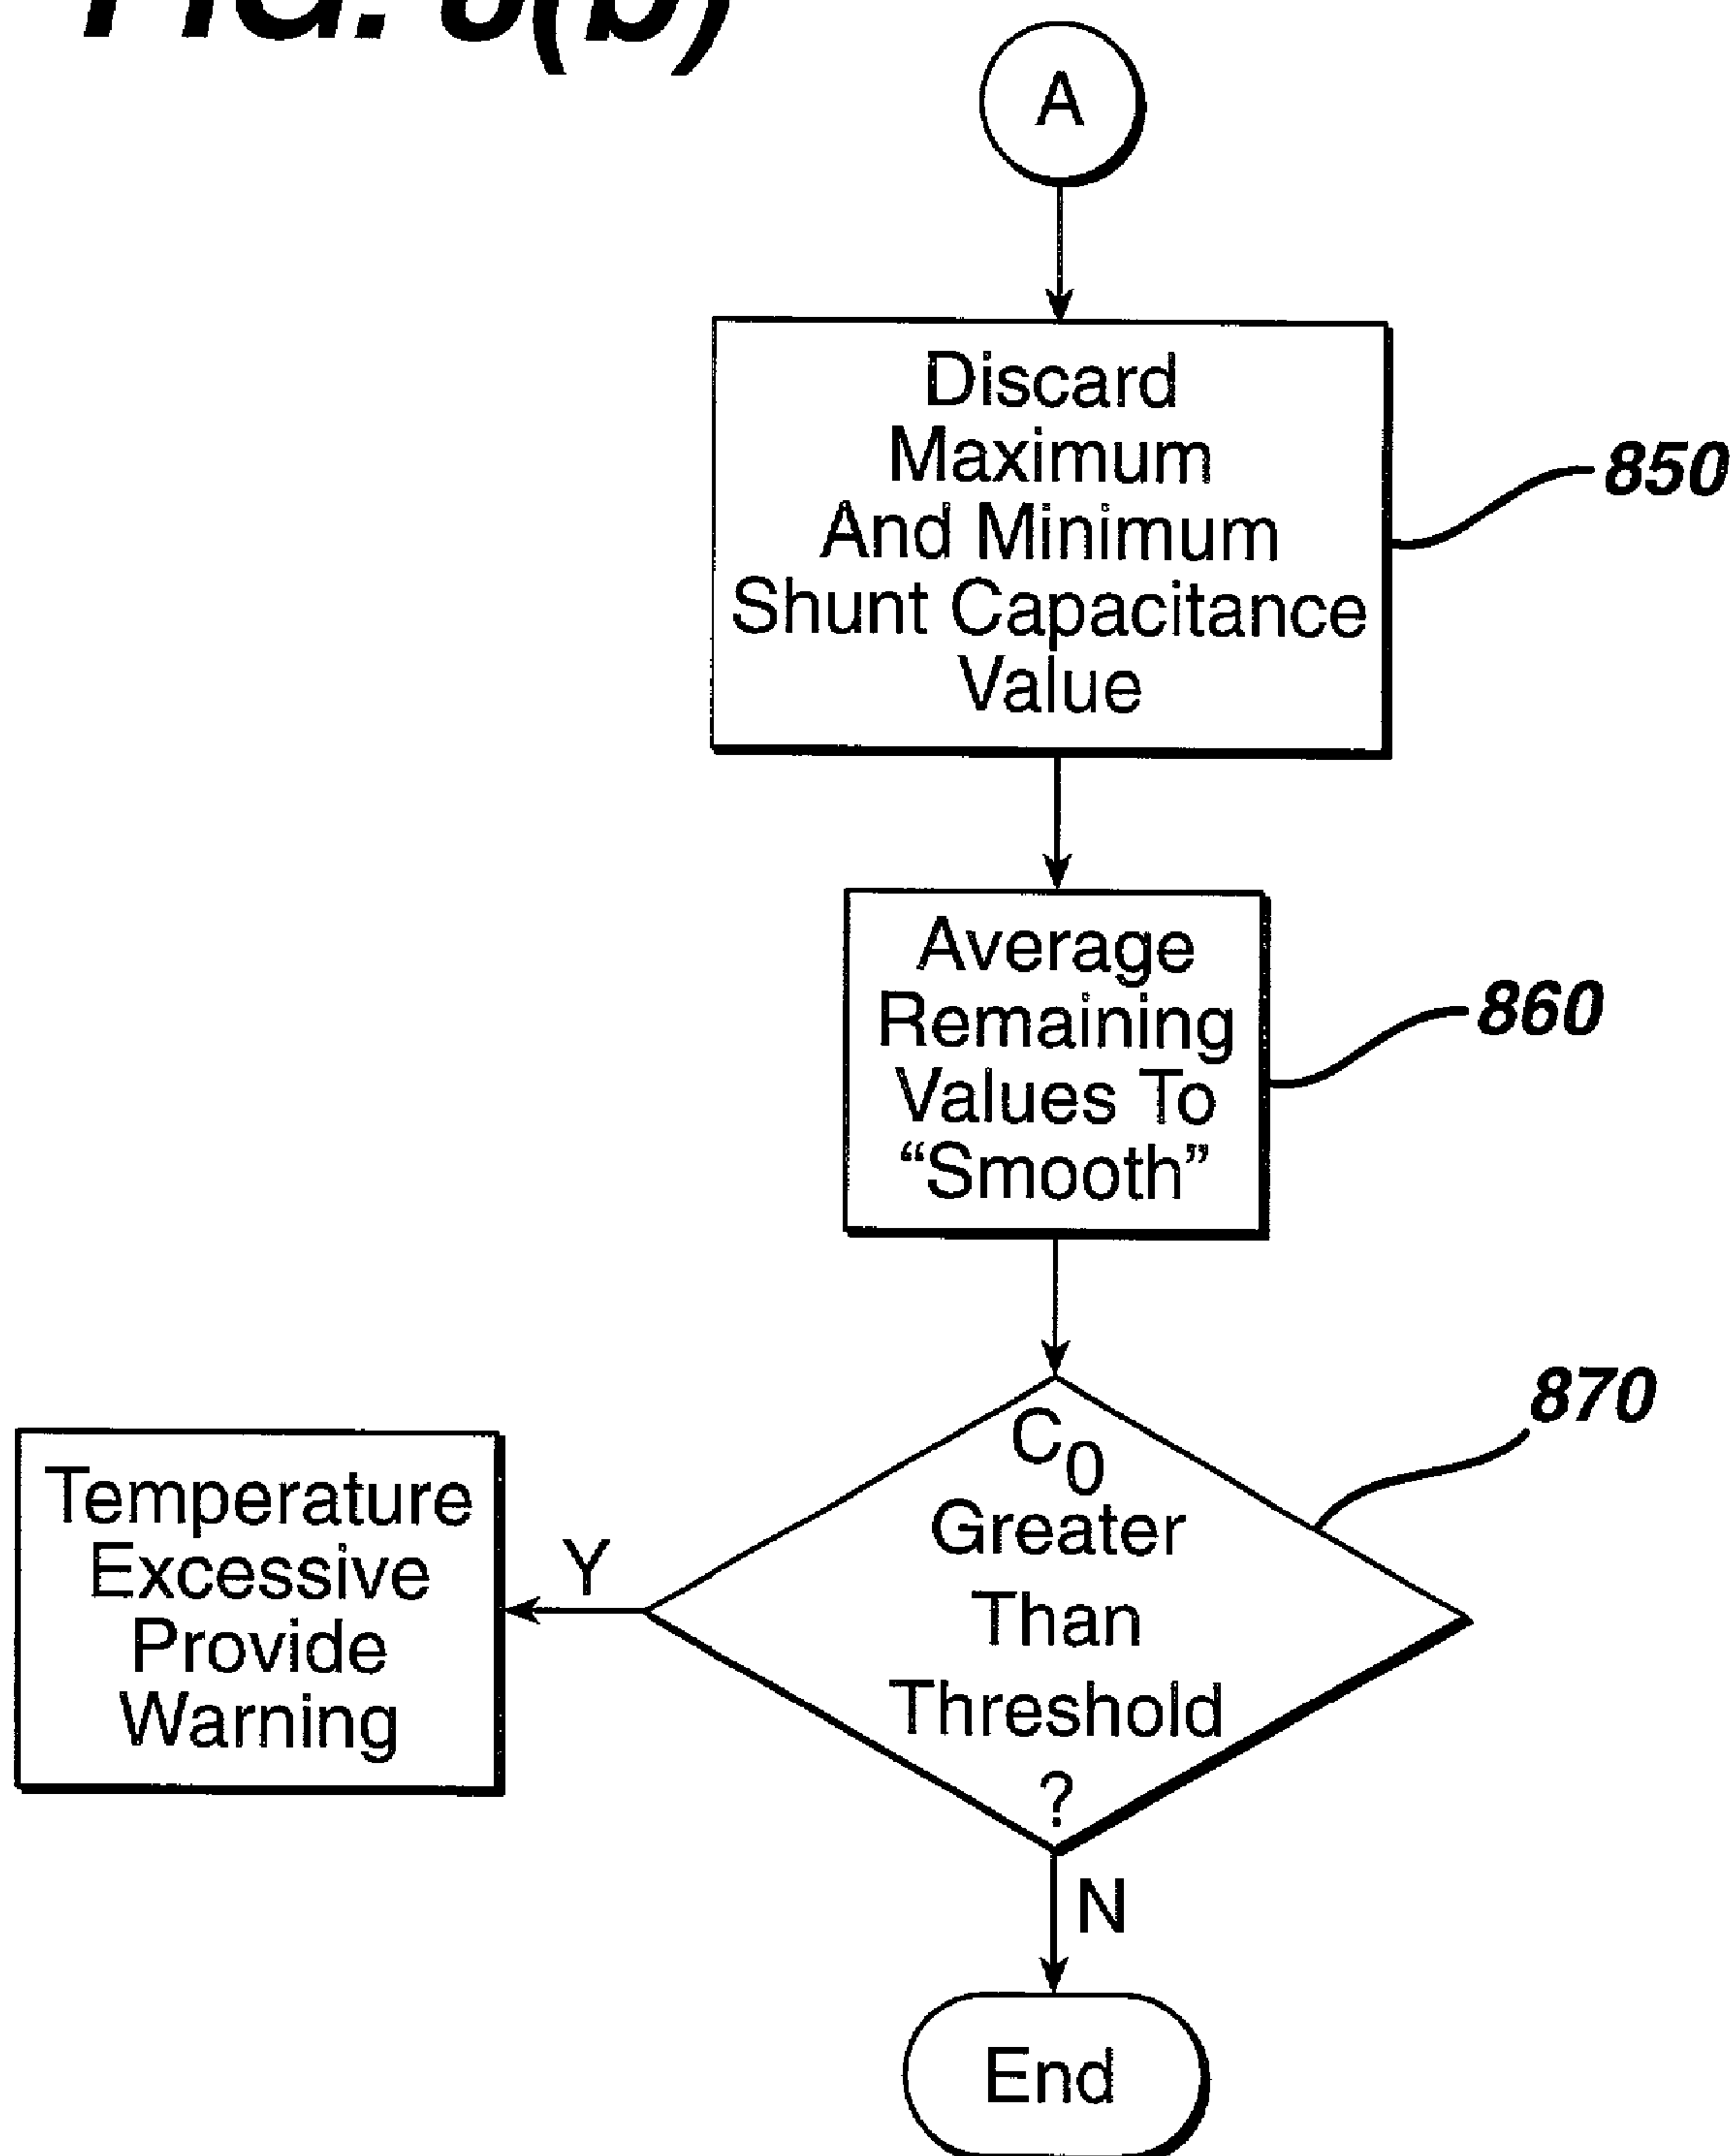 A
Discard
Maximum
And Minimum
Shunt Capacitance
Value
850
Average
Remaining
Values To
“Smooth”
860
C0
Greater
Than
Threshold
?
870
Y
Temperature
Excessive
Provide
Warning
N
End